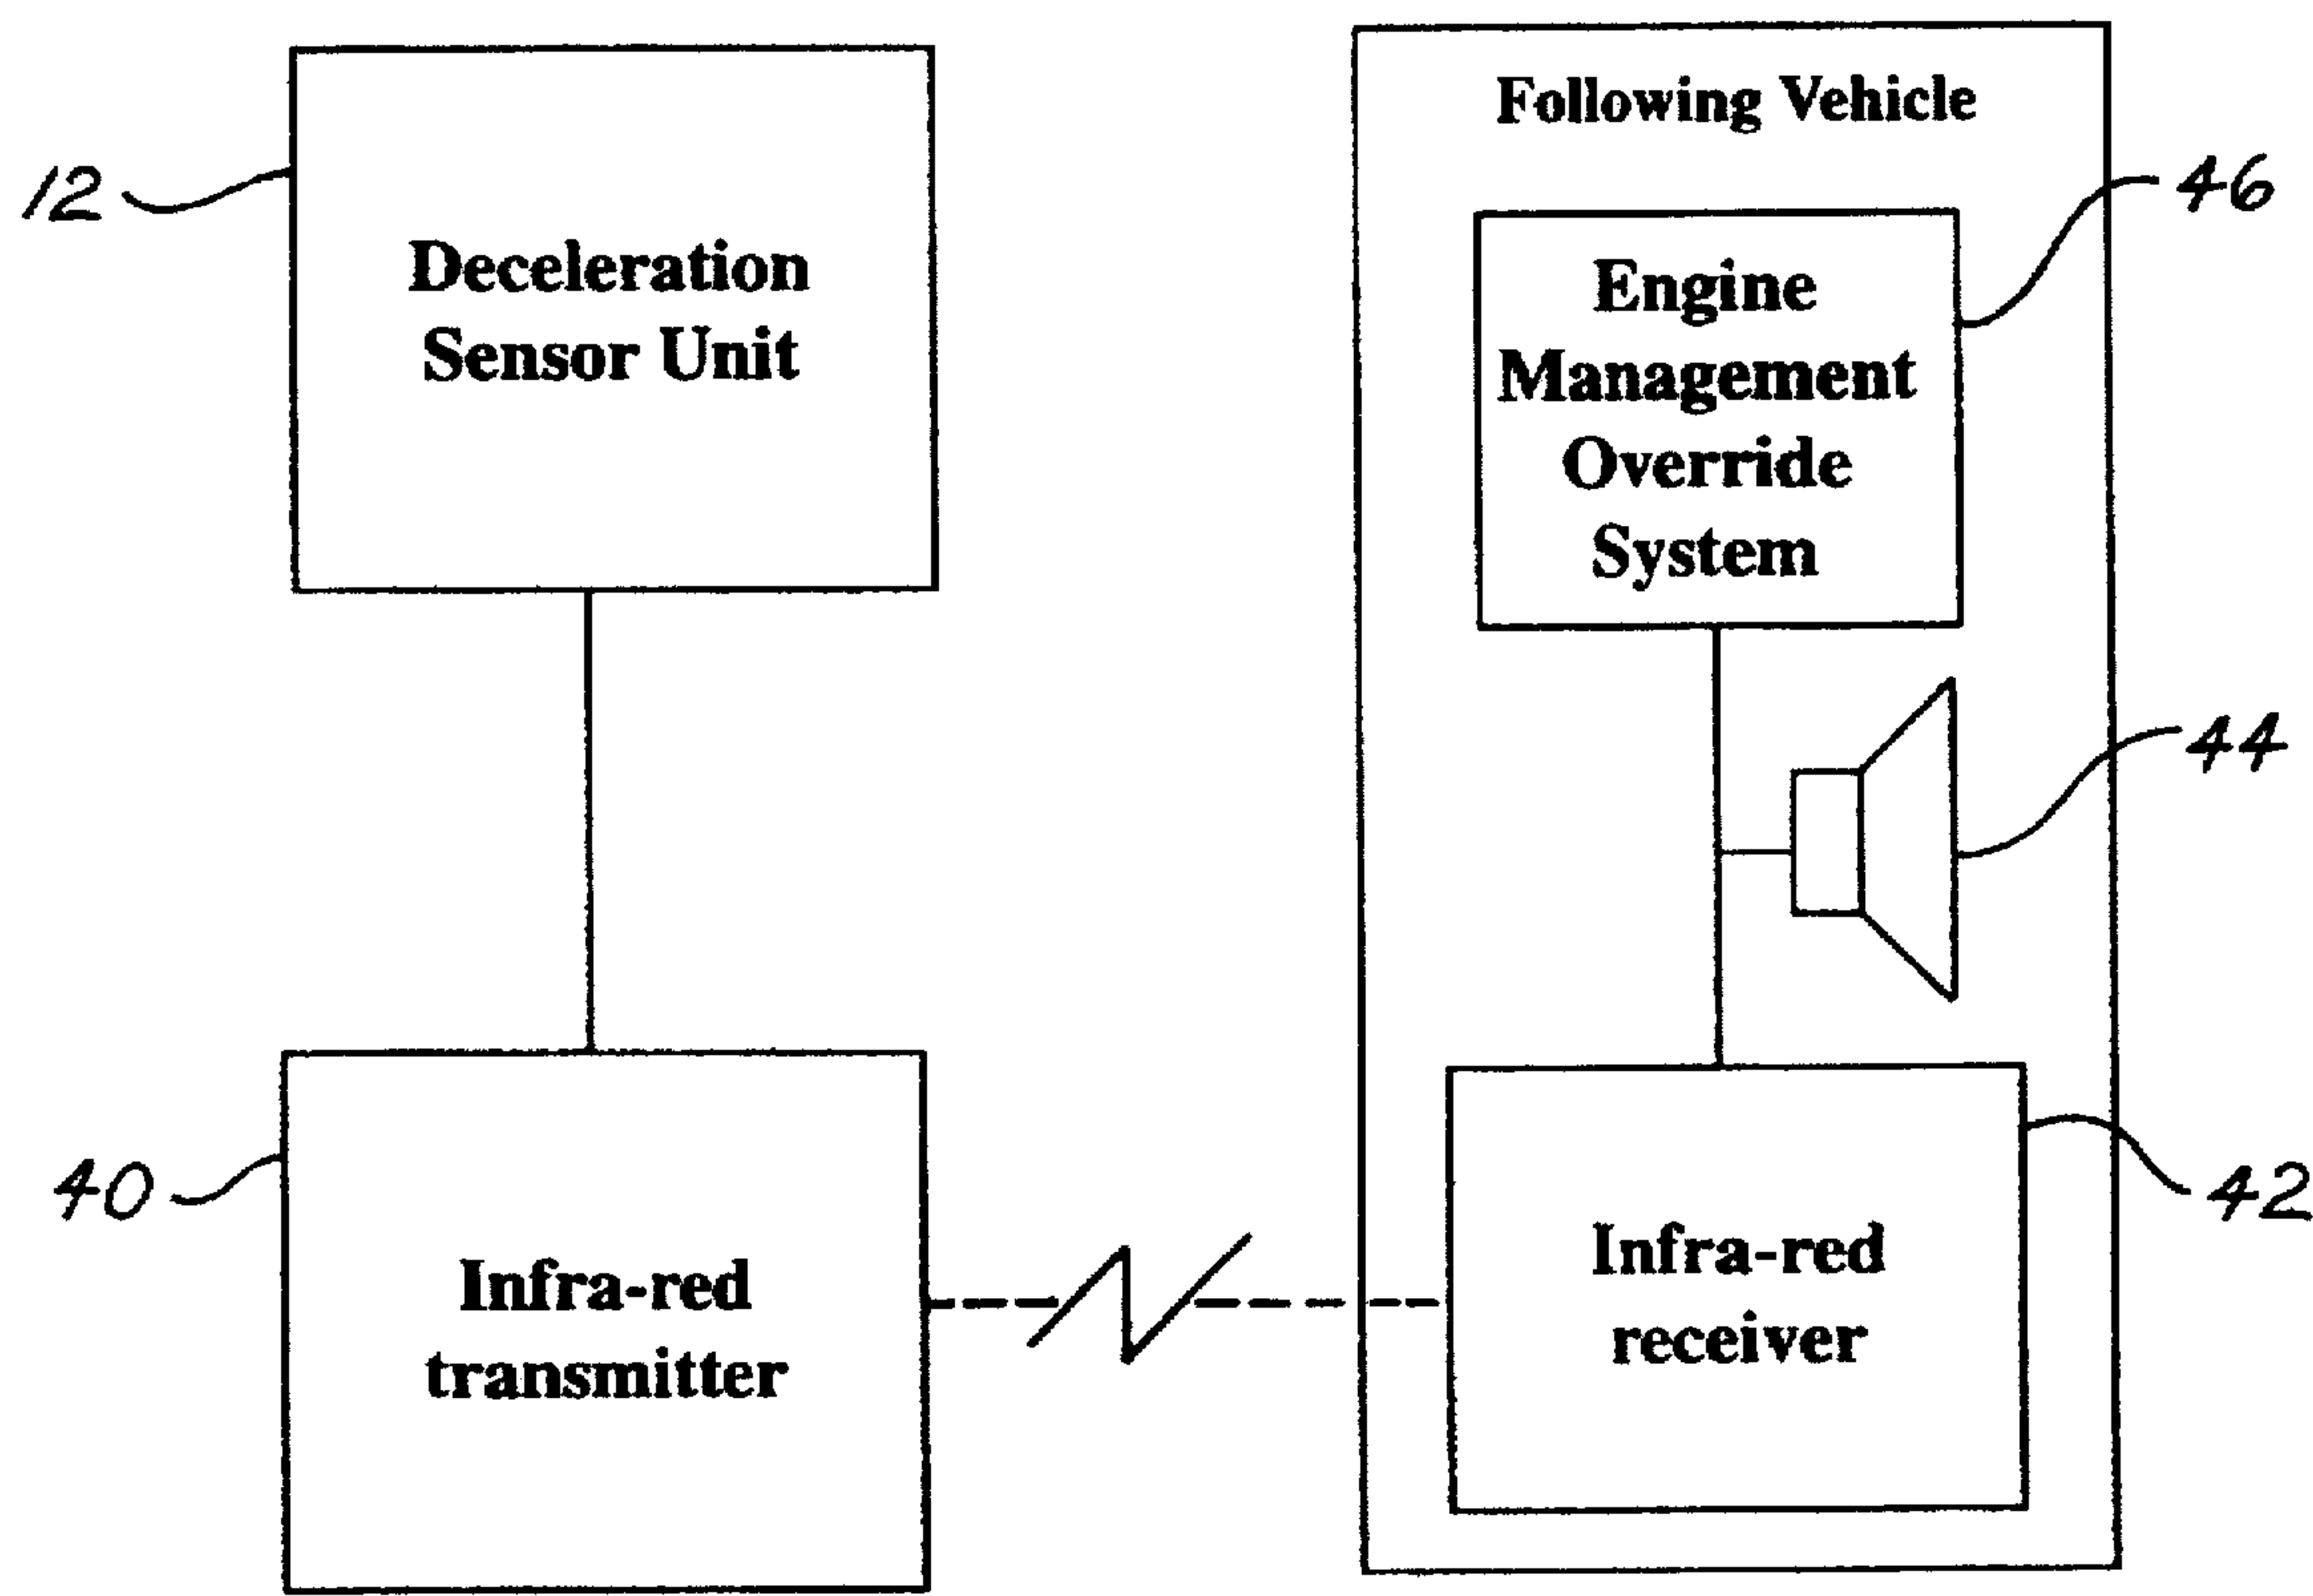 12
Deceleration
Sensor Unit
40
Infra-red
transmitter
Following Vehicle
46
Engine
Management
Override
System
44
42
Infra-red
receiver